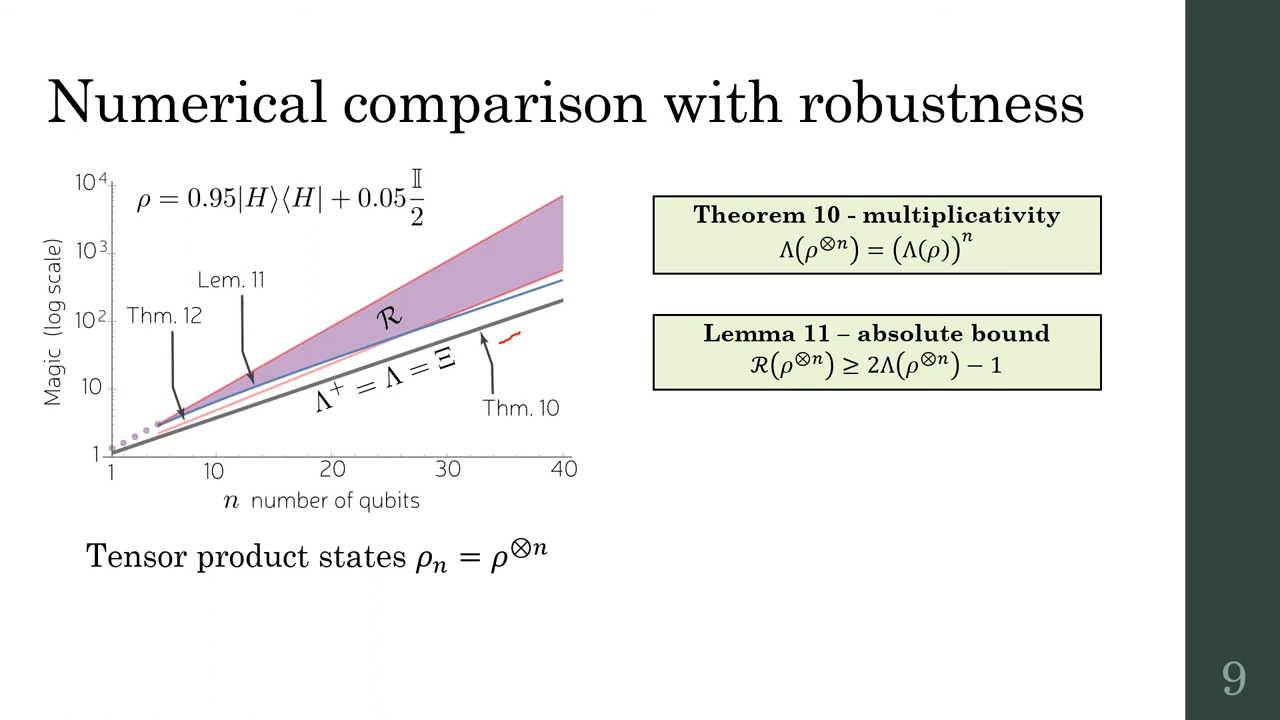 Numerical comparison with robustness
10⁴
ρ = 0.95|H⟩⟨H| + 0.05 𝕀/2
10³
10²
10
1
Magic (log scale)
Lem. 11
Thm. 12
ℛ
Λ⁺ = Λ = Ξ
Thm. 10
1 10 20 30 40
n number of qubits
Tensor product states ρₙ = ρ^⊗n
Theorem 10 - multiplicativity
Λ(ρ^⊗n) = (Λ(ρ))^n
Lemma 11 – absolute bound
ℛ(ρ^⊗n) ≥ 2Λ(ρ^⊗n) − 1
9